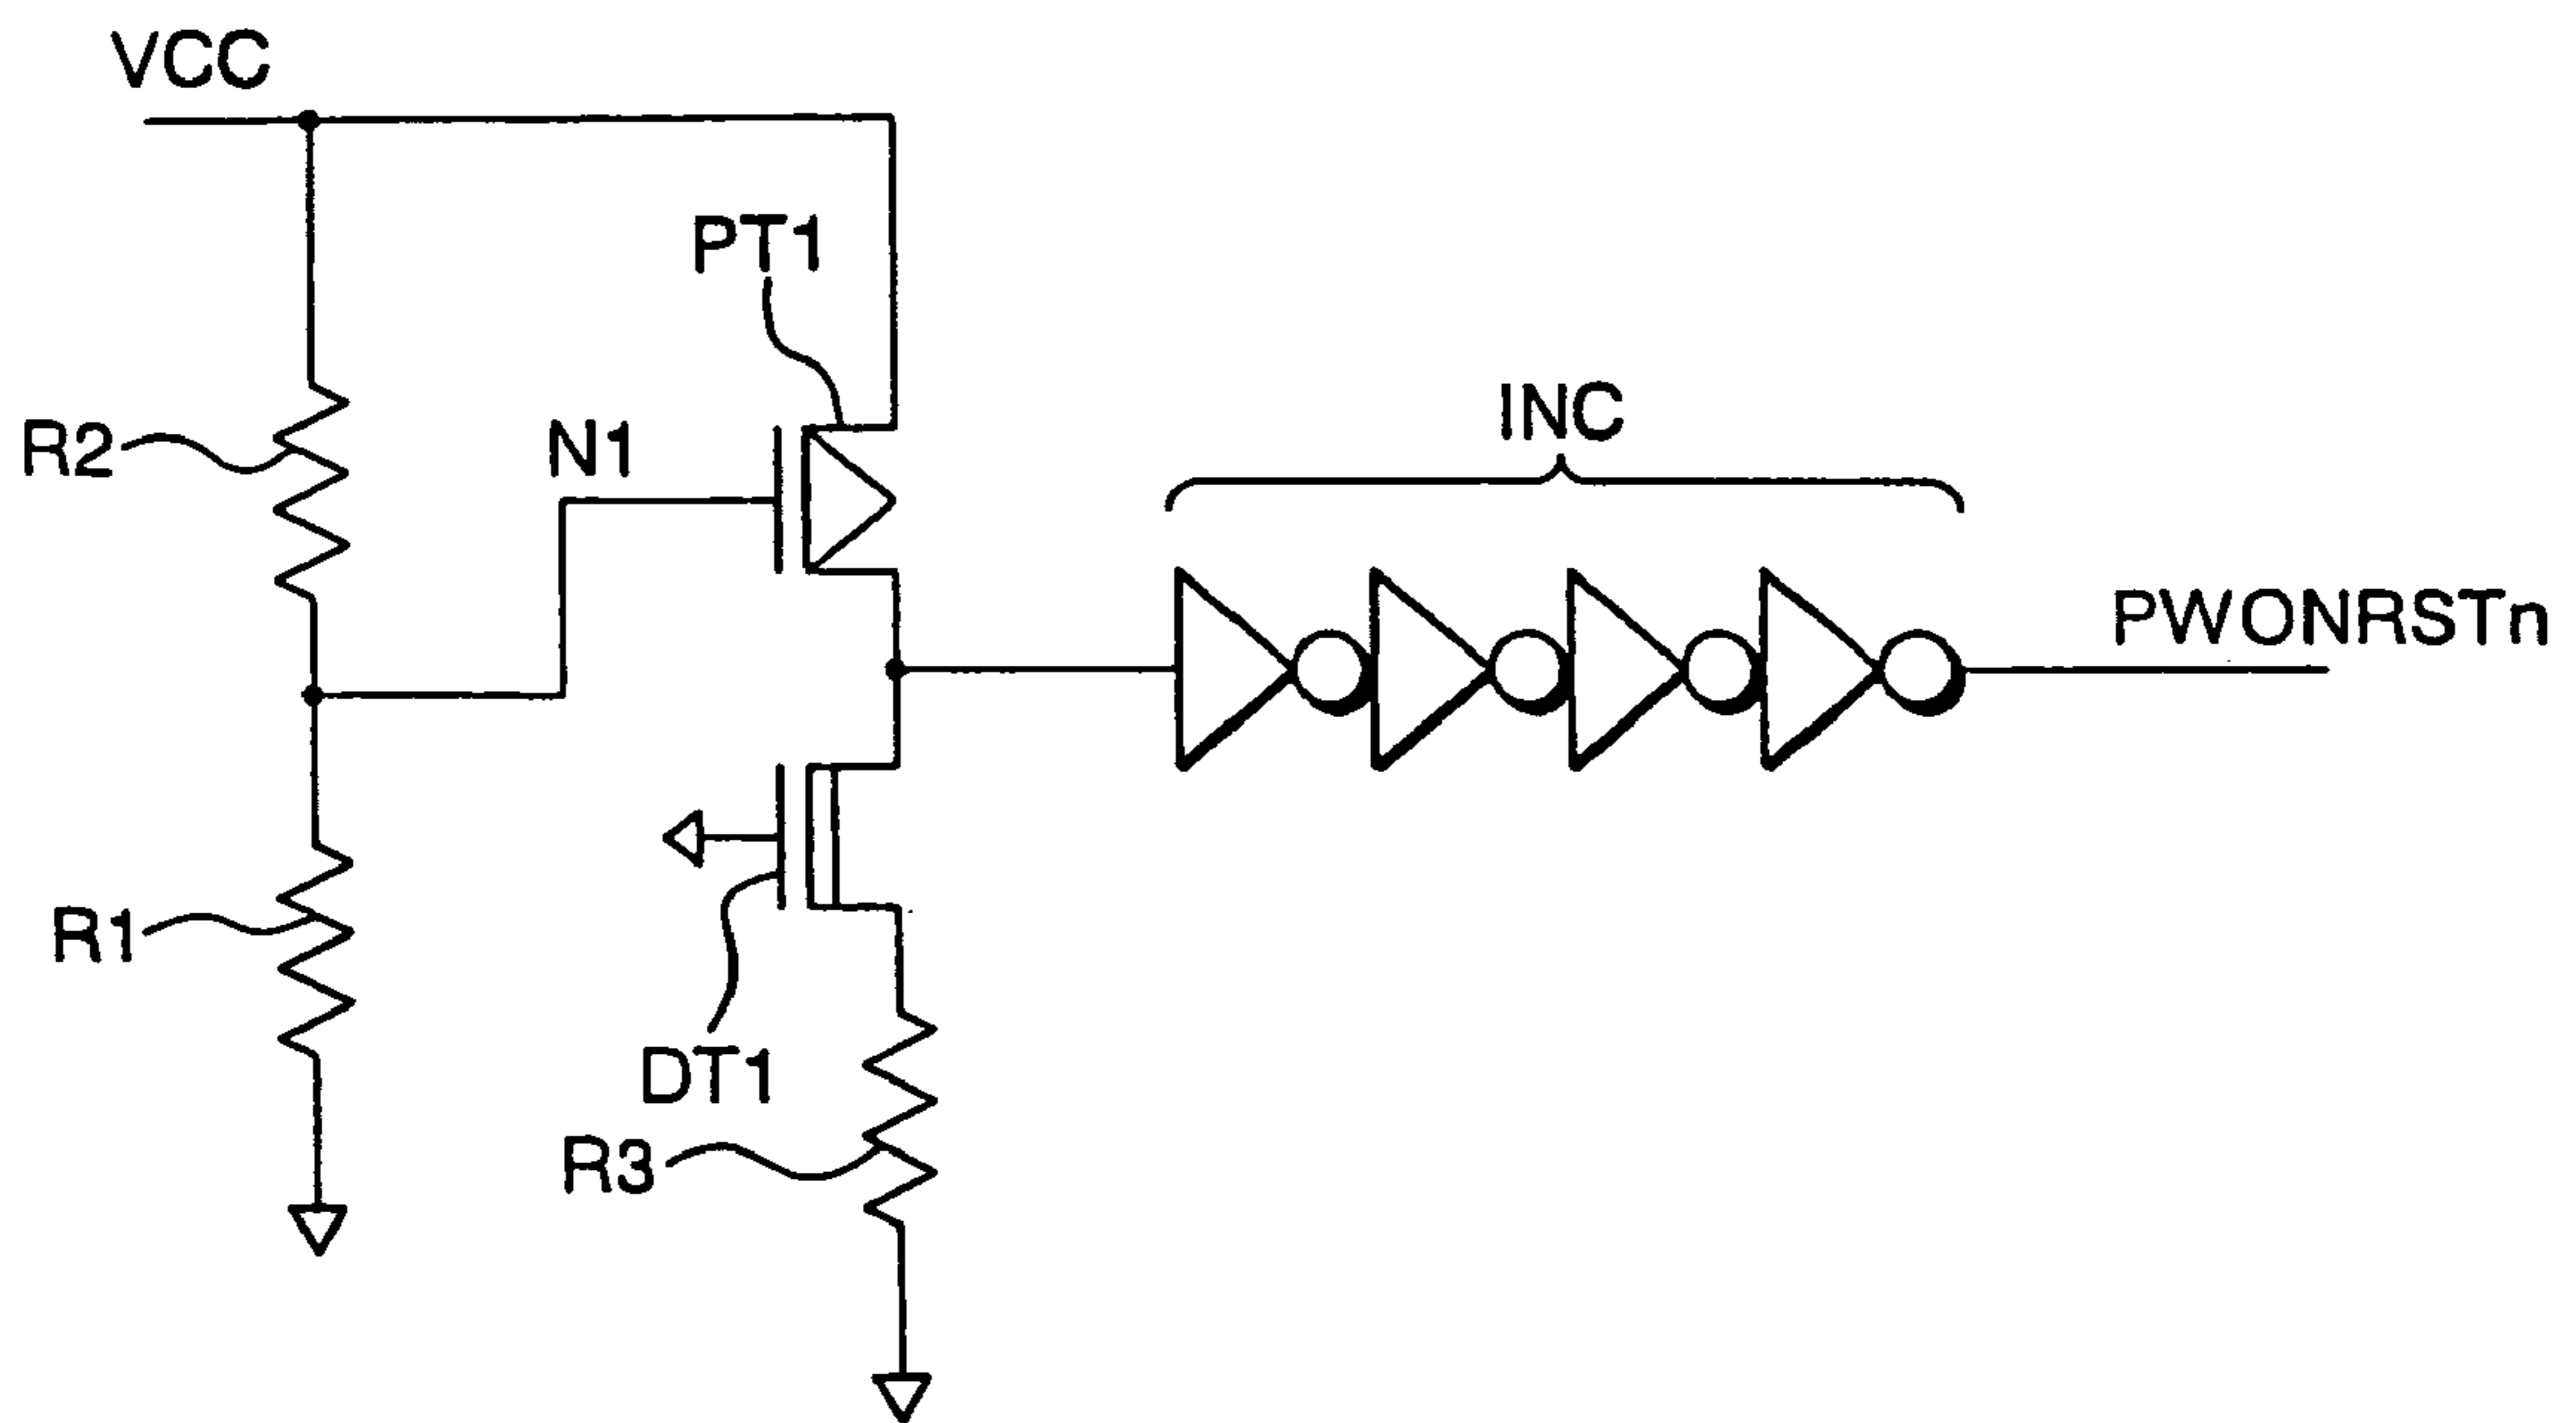 VCC
PT1
INC
R2
N1
PWONRSTn
R1
DT1
R3